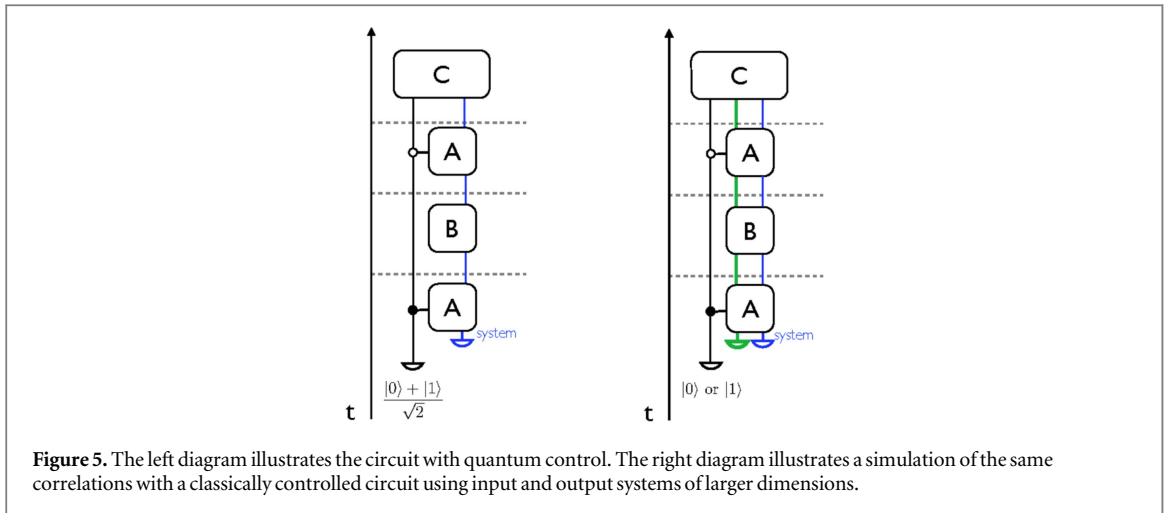 C
A
B
A
system
|0⟩ + |1⟩
√2
t
C
A
B
A
system
|0⟩ or |1⟩
t
Figure 5. The left diagram illustrates the circuit with quantum control. The right diagram illustrates a simulation of the same
correlations with a classically controlled circuit using input and output systems of larger dimensions.